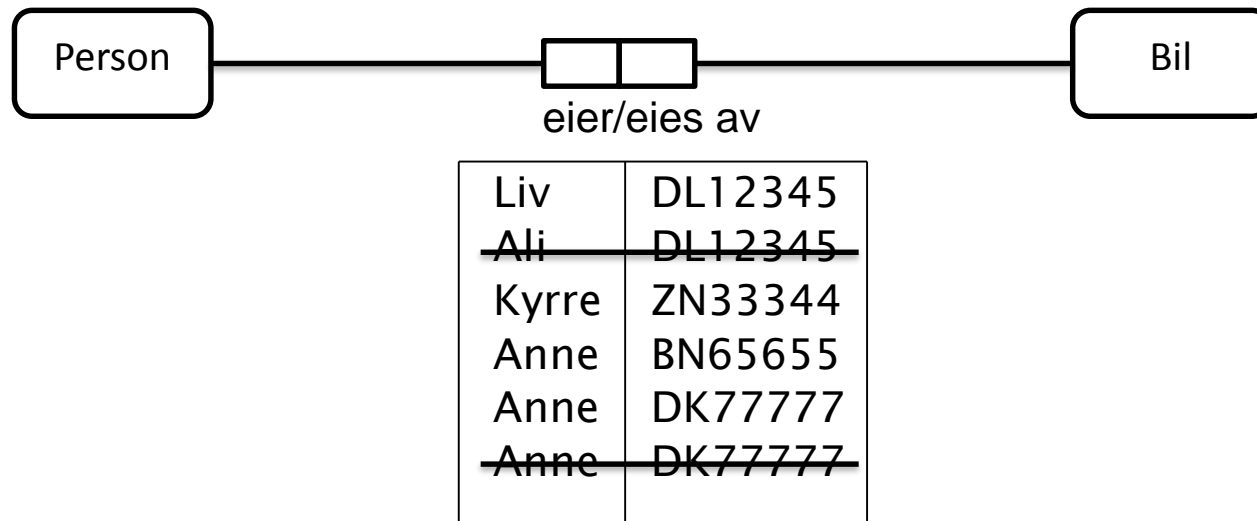 Person Bil
eier/eies av
Liv DL12345
Ali DL12345
Kyrre ZN33344
Anne BN65655
Anne DK77777
Anne DK77777